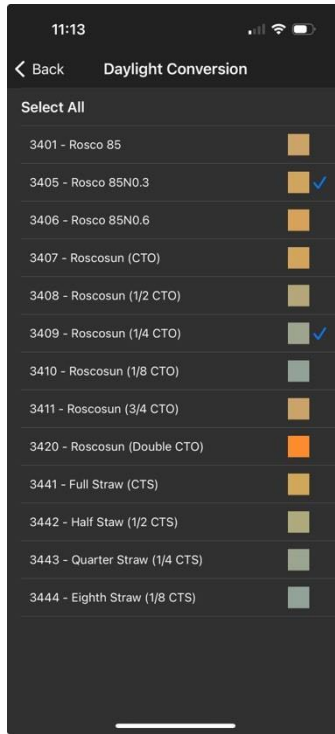 11:13
Back Daylight Conversion
Select All
3401 - Rosco 85
3405 - Rosco 85N0.3
3406 - Rosco 85N0.6
3407 - Roscosun (CTO)
3408 - Roscosun (1/2 CTO)
3409 - Roscosun (1/4 CTO)
3410 - Roscosun (1/8 CTO)
3411 - Roscosun (3/4 CTO)
3420 - Roscosun (Double CTO)
3441 - Full Straw (CTS)
3442 - Half Staw (1/2 CTS)
3443 - Quarter Straw (1/4 CTS)
3444 - Eighth Straw (1/8 CTS)